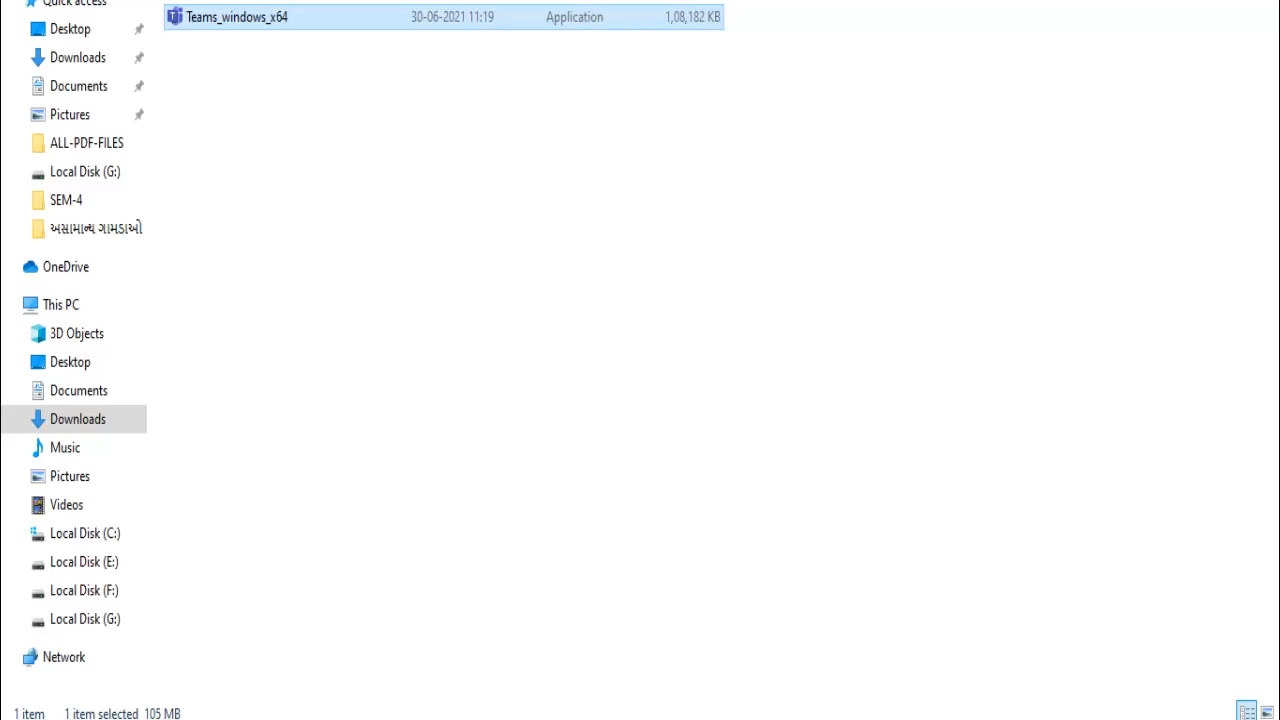 Quick access
Teams_windows_x64 30-06-2021 11:19 Application 1,08,182 KB
Desktop
Downloads
Documents
Pictures
ALL-PDF-FILES
Local Disk (G:)
SEM-4
અસામાન્ય ગામડાઓ
OneDrive
This PC
3D Objects
Desktop
Documents
Downloads
Music
Pictures
Videos
Local Disk (C:)
Local Disk (E:)
Local Disk (F:)
Local Disk (G:)
Network
1 item 1 item selected 105 MB